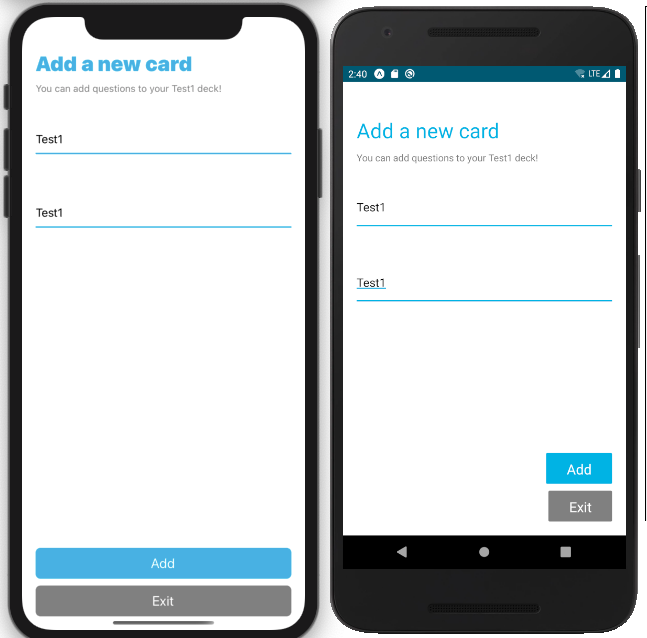 Add a new card
You can add questions to your Test1 deck!
Test1
Test1
Add
Exit
2:40 LTE
Add a new card
You can add questions to your Test1 deck!
Test1
Test1
Add
Exit